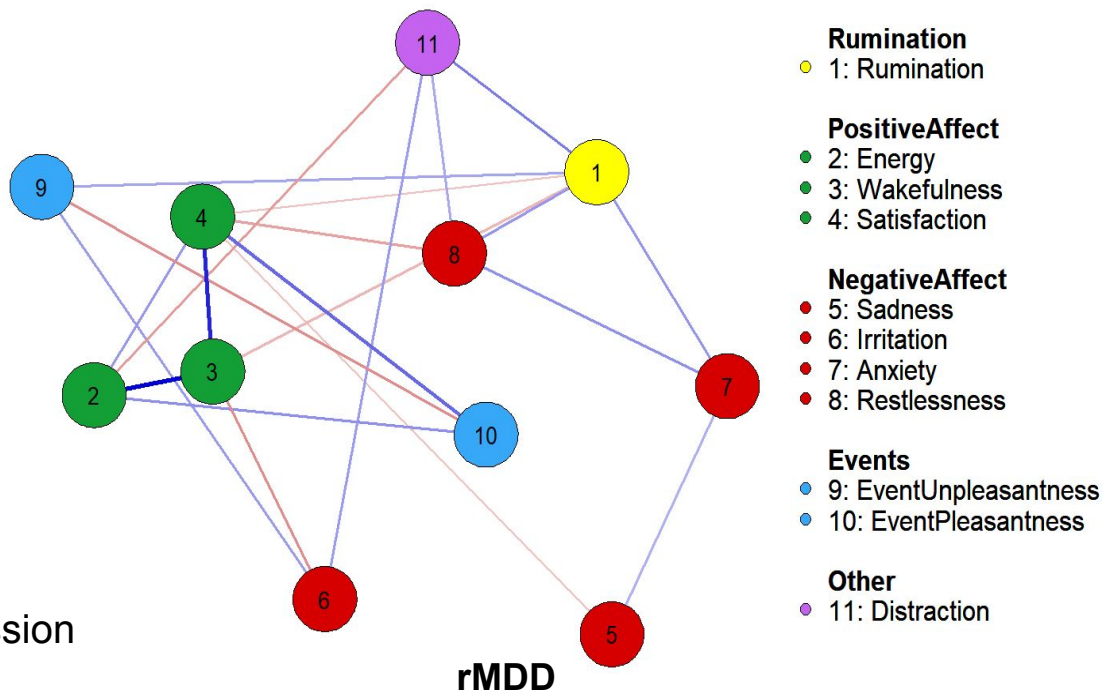 11
9
4
1
8
3
2
7
10
6
5
ssion
rMDD
Rumination
1: Rumination
PositiveAffect
2: Energy
3: Wakefulness
4: Satisfaction
NegativeAffect
5: Sadness
6: Irritation
7: Anxiety
8: Restlessness
Events
9: EventUnpleasantness
10: EventPleasantness
Other
11: Distraction